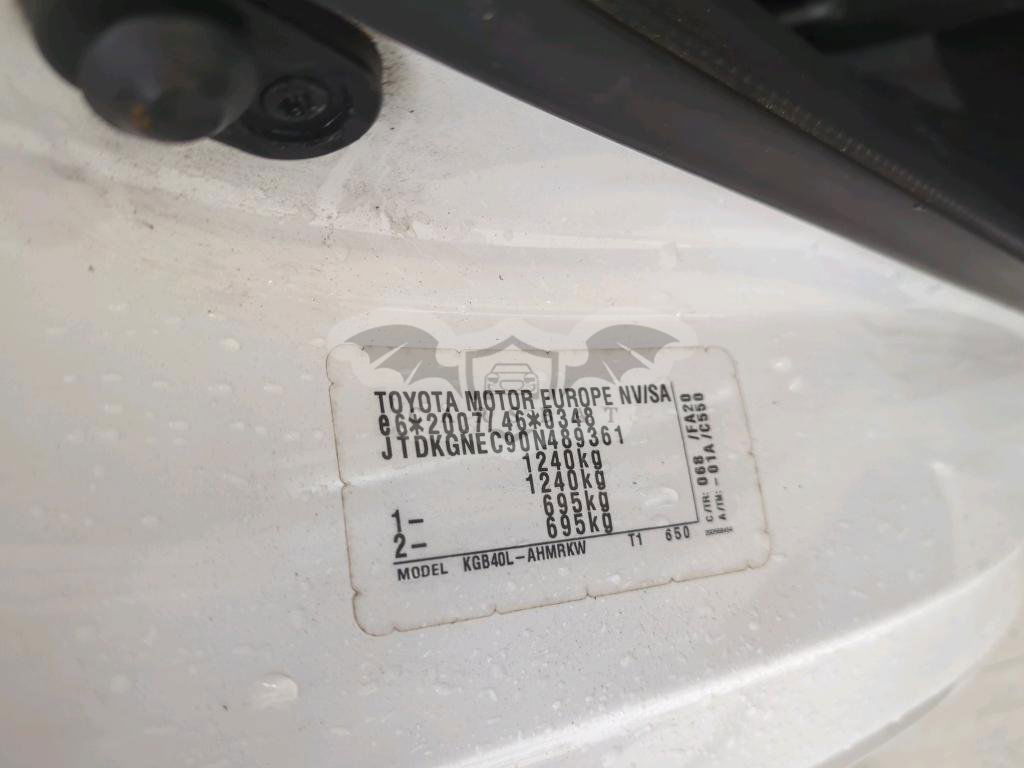 TOYOTA MOTOR EUROPE NV/SA
e6*2007/46*0348
JTDKGNEC90N489361
1240kg
1240kg
1- 695kg
2- 695kg
MODEL KGB40L-AHMRKW T1 650
C/TR: 068 /FA20
A/TM: -01A /C550